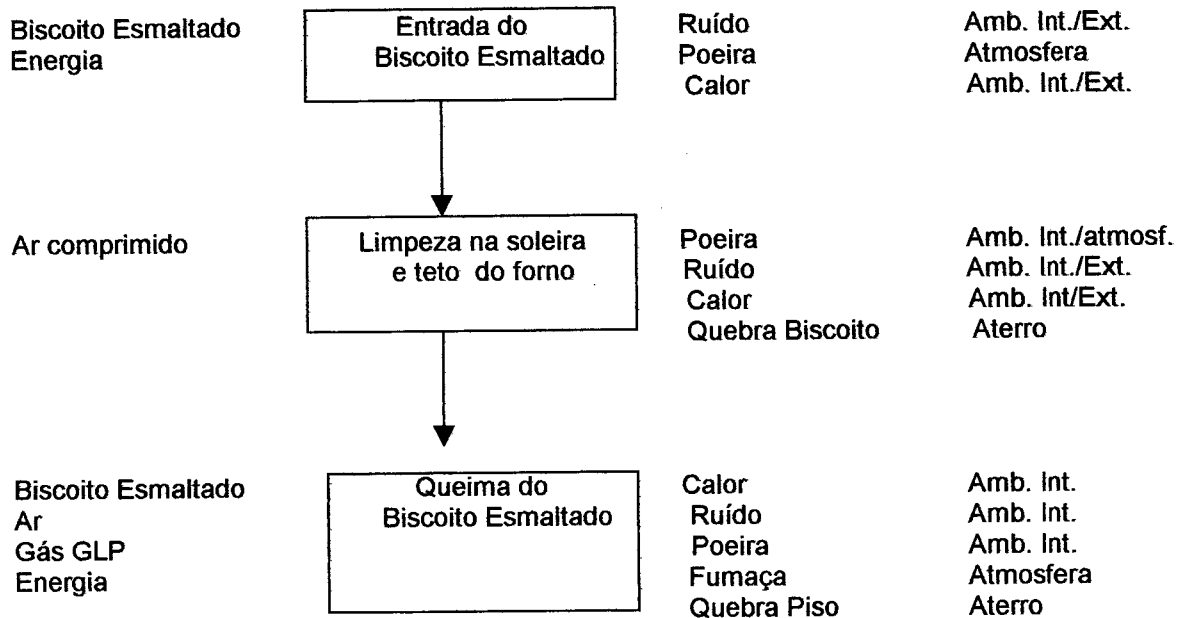 Biscoito Esmaltado
Energia
Entrada do
Biscoito Esmaltado
Ruído
Poeira
Calor
Amb. Int./Ext.
Atmosfera
Amb. Int./Ext.
Ar comprimido
Limpeza na soleira
e teto do forno
Poeira
Ruído
Calor
Quebra Biscoito
Amb. Int./atmosf.
Amb. Int./Ext.
Amb. Int/Ext.
Aterro
Biscoito Esmaltado
Ar
Gás GLP
Energia
Queima do
Biscoito Esmaltado
Calor
Ruído
Poeira
Fumaça
Quebra Piso
Amb. Int.
Amb. Int.
Amb. Int.
Atmosfera
Aterro